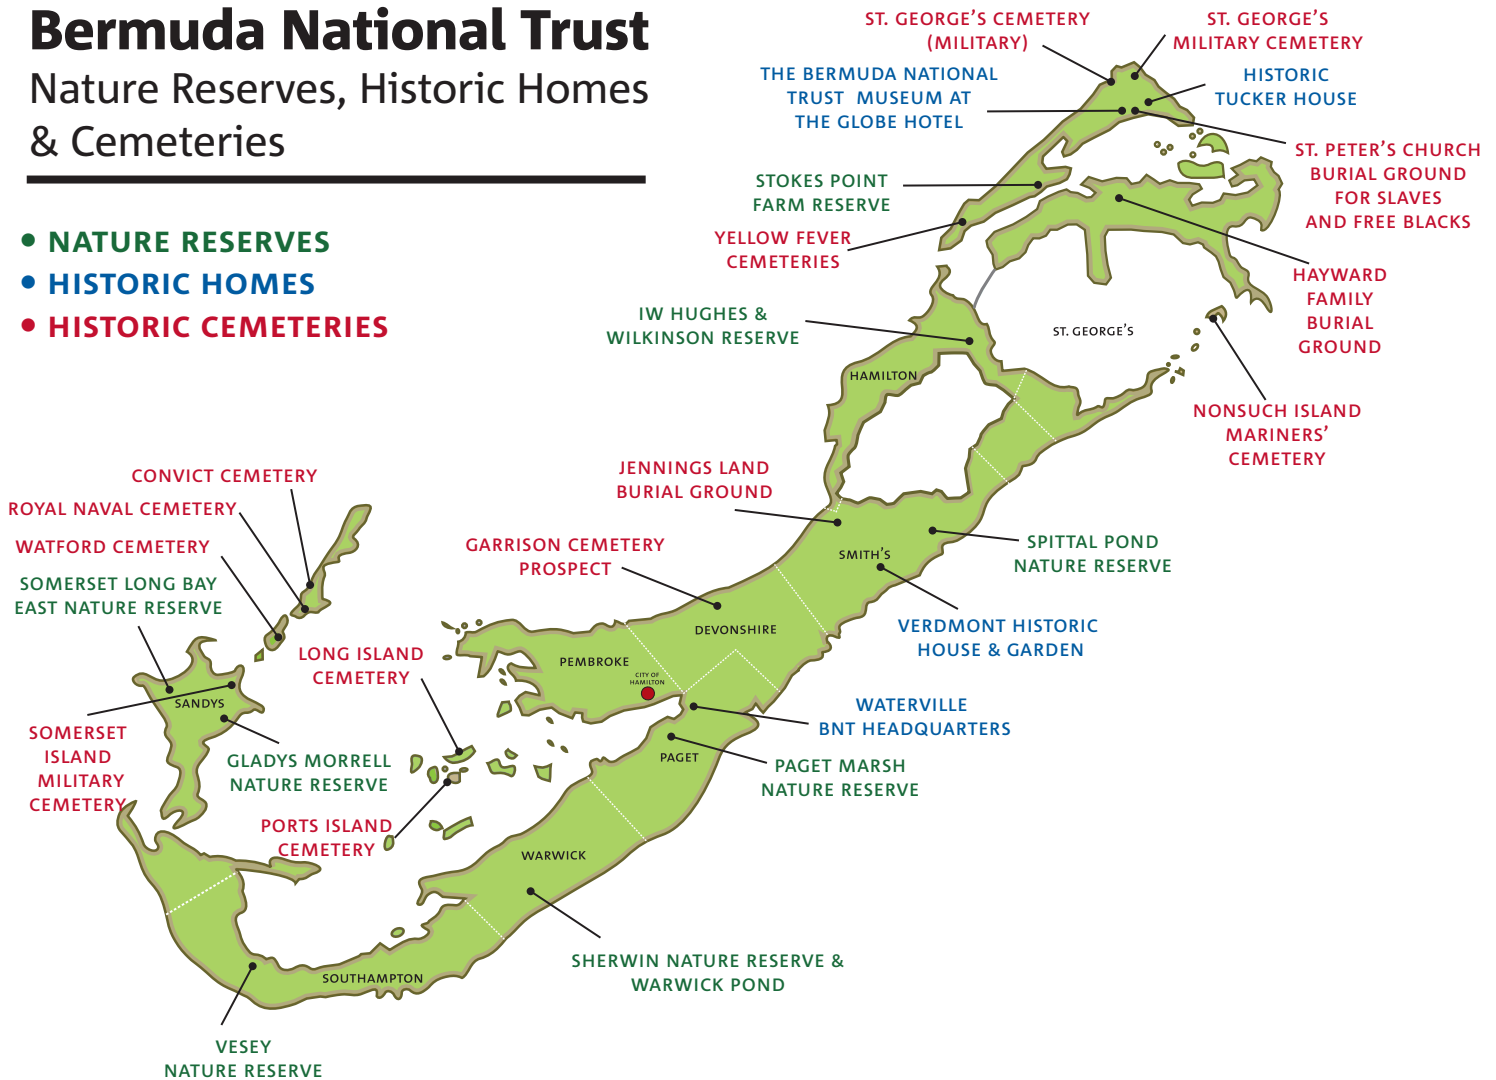 Bermuda National Trust
Nature Reserves, Historic Homes
& Cemeteries
• NATURE RESERVES
• HISTORIC HOMES
• HISTORIC CEMETERIES
ST. GEORGE'S CEMETERY
(MILITARY)
ST. GEORGE'S
MILITARY CEMETERY
THE BERMUDA NATIONAL
TRUST MUSEUM AT
THE GLOBE HOTEL
HISTORIC
TUCKER HOUSE
ST. PETER'S CHURCH
BURIAL GROUND
FOR SLAVES
AND FREE BLACKS
STOKES POINT
FARM RESERVE
YELLOW FEVER
CEMETERIES
HAYWARD
FAMILY
BURIAL
GROUND
IW HUGHES &
WILKINSON RESERVE
ST. GEORGE'S
HAMILTON
NONSUCH ISLAND
MARINERS'
CEMETERY
JENNINGS LAND
BURIAL GROUND
CONVICT CEMETERY
ROYAL NAVAL CEMETERY
WATFORD CEMETERY
SOMERSET LONG BAY
EAST NATURE RESERVE
GARRISON CEMETERY
PROSPECT
SMITH'S
SPITTAL POND
NATURE RESERVE
VERDMONT HISTORIC
HOUSE & GARDEN
DEVONSHIRE
PEMBROKE
CITY OF
HAMILTON
LONG ISLAND
CEMETERY
SANDYS
SOMERSET
ISLAND
MILITARY
CEMETERY
GLADYS MORRELL
NATURE RESERVE
WATERVILLE
BNT HEADQUARTERS
PAGET
PAGET MARSH
NATURE RESERVE
PORTS ISLAND
CEMETERY
WARWICK
SHERWIN NATURE RESERVE &
WARWICK POND
SOUTHAMPTON
VESEY
NATURE RESERVE